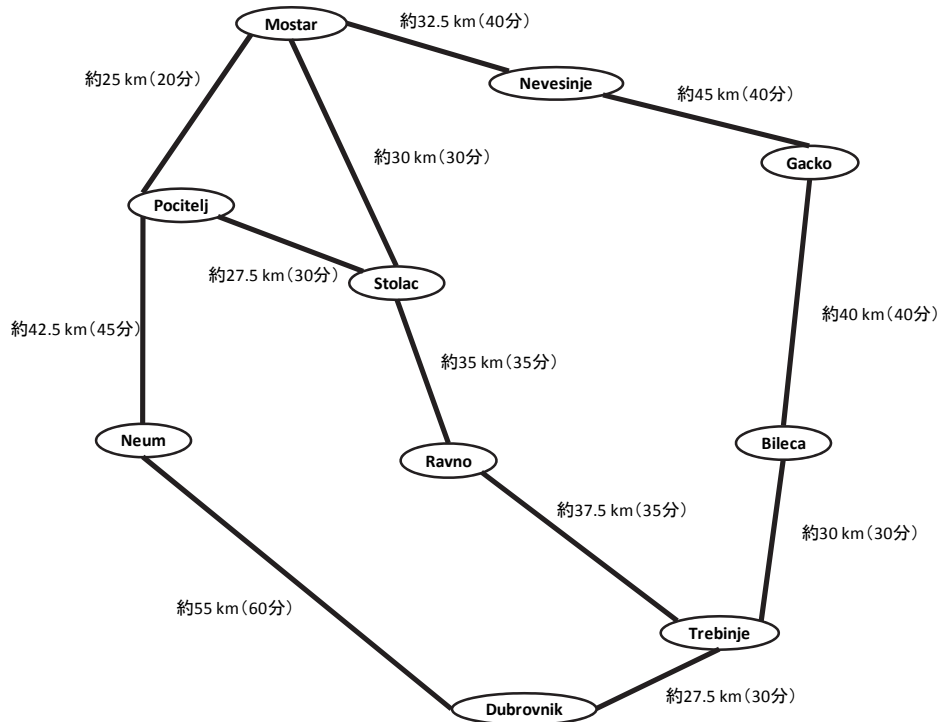 Mostar
約32.5 km（40分）
Nevesinje
約25 km（20分）
約45 km（40分）
約30 km（30分）
Gacko
Pocitelj
約27.5 km（30分）
Stolac
約40 km（40分）
約42.5 km（45分）
約35 km（35分）
Neum
Ravno
Bileca
約37.5 km（35分）
約30 km（30分）
約55 km（60分）
Trebinje
約27.5 km（30分）
Dubrovnik